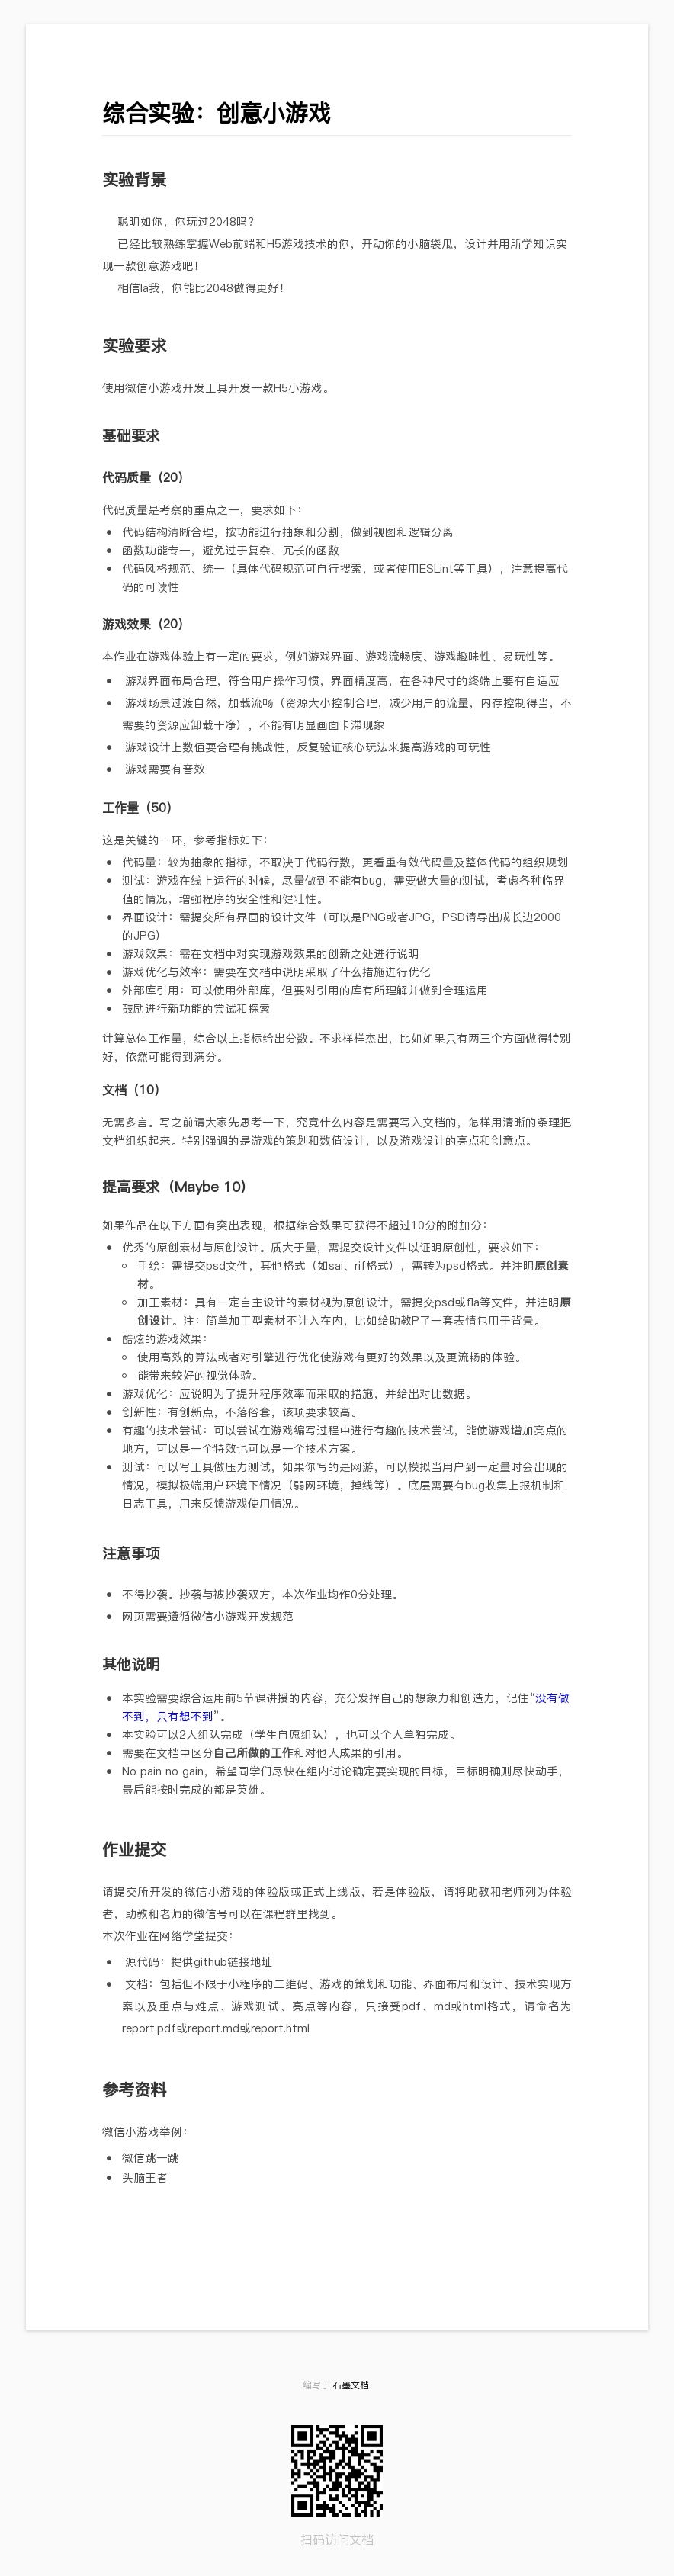 综合实验：创意小游戏
实验背景
聪明如你，你玩过2048吗？
已经比较熟练掌握Web前端和H5游戏技术的你，开动你的小脑袋瓜，设计并用所学知识实
现一款创意游戏吧！
相信la我，你能比2048做得更好！
实验要求
使用微信小游戏开发工具开发一款H5小游戏。
基础要求
代码质量（20）
代码质量是考察的重点之一，要求如下：
• 代码结构清晰合理，按功能进行抽象和分割，做到视图和逻辑分离
• 函数功能专一，避免过于复杂、冗长的函数
• 代码风格规范、统一（具体代码规范可自行搜索，或者使用ESLint等工具），注意提高代
码的可读性
游戏效果（20）
本作业在游戏体验上有一定的要求，例如游戏界面、游戏流畅度、游戏趣味性、易玩性等。
• 游戏界面布局合理，符合用户操作习惯，界面精度高，在各种尺寸的终端上要有自适应
• 游戏场景过渡自然，加载流畅（资源大小控制合理，减少用户的流量，内存控制得当，不
需要的资源应卸载干净），不能有明显画面卡滞现象
• 游戏设计上数值要合理有挑战性，反复验证核心玩法来提高游戏的可玩性
• 游戏需要有音效
工作量（50）
这是关键的一环，参考指标如下：
• 代码量：较为抽象的指标，不取决于代码行数，更看重有效代码量及整体代码的组织规划
• 测试：游戏在线上运行的时候，尽量做到不能有bug，需要做大量的测试，考虑各种临界
值的情况，增强程序的安全性和健壮性。
• 界面设计：需提交所有界面的设计文件（可以是PNG或者JPG，PSD请导出成长边2000
的JPG）
• 游戏效果：需在文档中对实现游戏效果的创新之处进行说明
• 游戏优化与效率：需要在文档中说明采取了什么措施进行优化
• 外部库引用：可以使用外部库，但要对引用的库有所理解并做到合理运用
• 鼓励进行新功能的尝试和探索
计算总体工作量，综合以上指标给出分数。不求样样杰出，比如如果只有两三个方面做得特别
好，依然可能得到满分。
文档（10）
无需多言。写之前请大家先思考一下，究竟什么内容是需要写入文档的，怎样用清晰的条理把
文档组织起来。特别强调的是游戏的策划和数值设计，以及游戏设计的亮点和创意点。
提高要求（Maybe 10）
如果作品在以下方面有突出表现，根据综合效果可获得不超过10分的附加分：
• 优秀的原创素材与原创设计。质大于量，需提交设计文件以证明原创性，要求如下：
◦ 手绘：需提交psd文件，其他格式（如sai、rif格式），需转为psd格式。并注明原创素
材。
◦ 加工素材：具有一定自主设计的素材视为原创设计，需提交psd或fla等文件，并注明原
创设计。注：简单加工型素材不计入在内，比如给助教P了一套表情包用于背景。
• 酷炫的游戏效果：
◦ 使用高效的算法或者对引擎进行优化使游戏有更好的效果以及更流畅的体验。
◦ 能带来较好的视觉体验。
• 游戏优化：应说明为了提升程序效率而采取的措施，并给出对比数据。
• 创新性：有创新点，不落俗套，该项要求较高。
• 有趣的技术尝试：可以尝试在游戏编写过程中进行有趣的技术尝试，能使游戏增加亮点的
地方，可以是一个特效也可以是一个技术方案。
• 测试：可以写工具做压力测试，如果你写的是网游，可以模拟当用户到一定量时会出现的
情况，模拟极端用户环境下情况（弱网环境，掉线等）。底层需要有bug收集上报机制和
日志工具，用来反馈游戏使用情况。
注意事项
• 不得抄袭。抄袭与被抄袭双方，本次作业均作0分处理。
• 网页需要遵循微信小游戏开发规范
其他说明
• 本实验需要综合运用前5节课讲授的内容，充分发挥自己的想象力和创造力，记住“没有做
不到，只有想不到”。
• 本实验可以2人组队完成（学生自愿组队），也可以个人单独完成。
• 需要在文档中区分自己所做的工作和对他人成果的引用。
• No pain no gain，希望同学们尽快在组内讨论确定要实现的目标，目标明确则尽快动手，
最后能按时完成的都是英雄。
作业提交
请提交所开发的微信小游戏的体验版或正式上线版，若是体验版，请将助教和老师列为体验
者，助教和老师的微信号可以在课程群里找到。
本次作业在网络学堂提交：
• 源代码：提供github链接地址
• 文档：包括但不限于小程序的二维码、游戏的策划和功能、界面布局和设计、技术实现方
案以及重点与难点、游戏测试、亮点等内容，只接受pdf、md或html格式，请命名为
report.pdf或report.md或report.html
参考资料
微信小游戏举例：
• 微信跳一跳
• 头脑王者
编写于 石墨文档
扫码访问文档